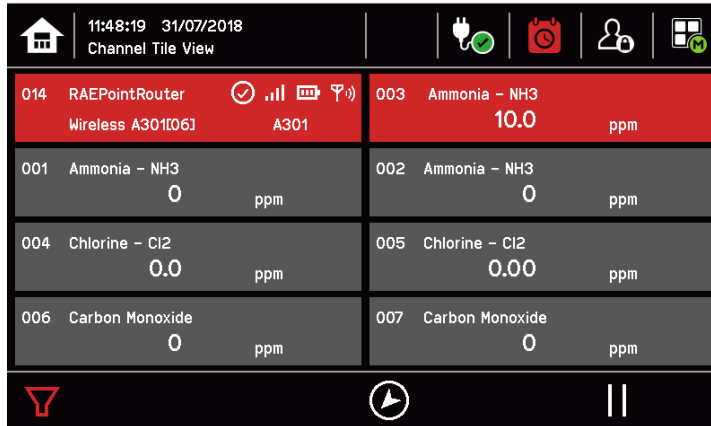 11:48:19 31/07/2018
Channel Tile View
M
014 RAEPointRouter
Wireless A301[06] A301
003 Ammonia - NH3
10.0 ppm
001 Ammonia - NH3
0 ppm
002 Ammonia - NH3
0 ppm
004 Chlorine - Cl2
0.0 ppm
005 Chlorine - Cl2
0.00 ppm
006 Carbon Monoxide
0 ppm
007 Carbon Monoxide
0 ppm